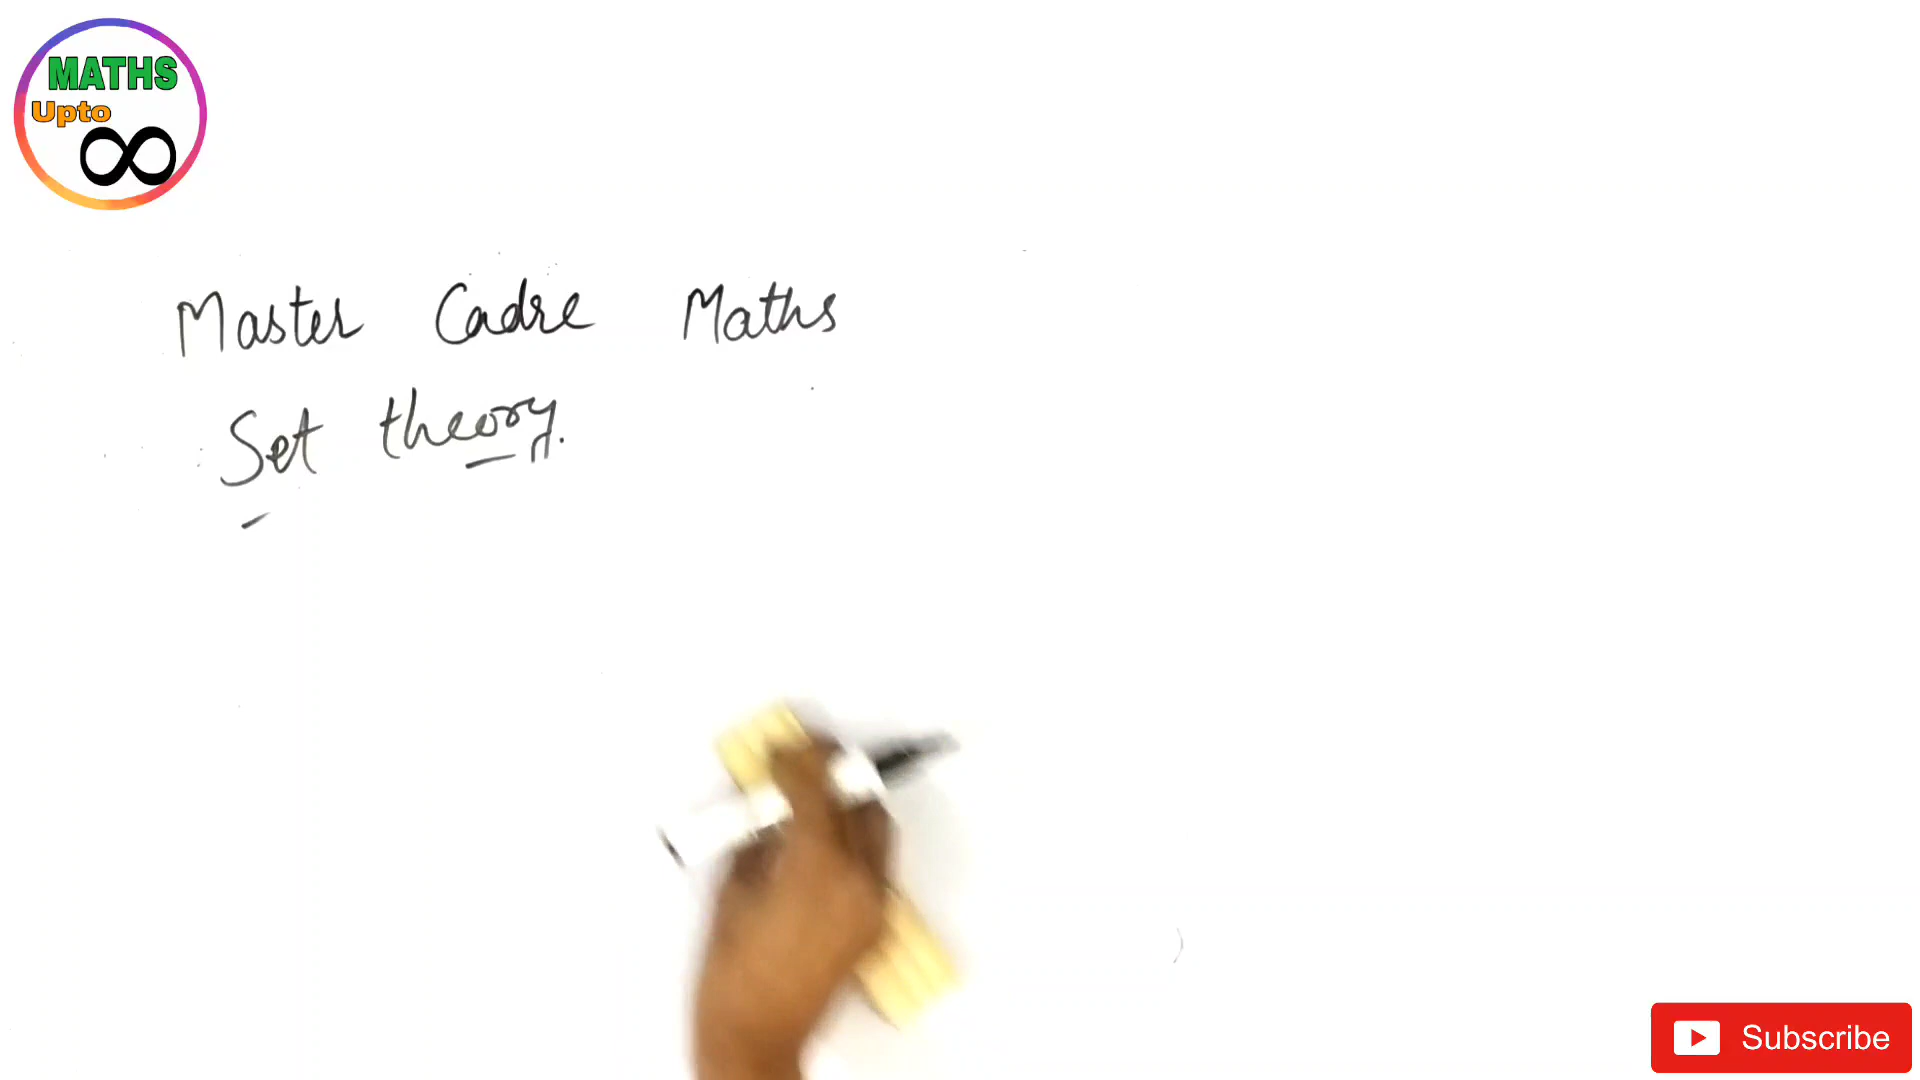 MATHS
Upto
∞
Master Cadre Maths
Set theory.
Subscribe